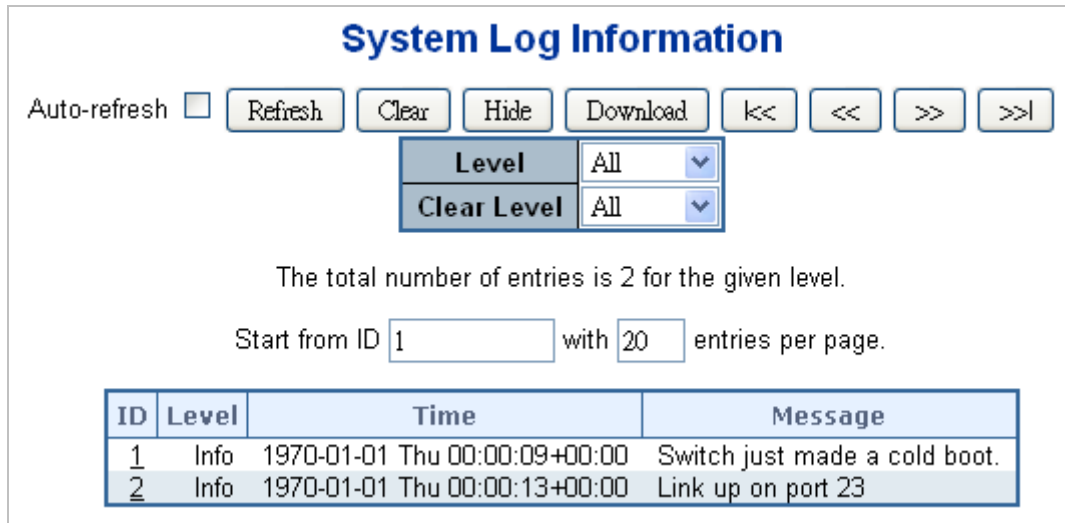 System Log Information
Auto-refresh Refresh Clear Hide Download |<< << >> >>|
Level All
Clear Level All
The total number of entries is 2 for the given level.
Start from ID 1 with 20 entries per page.
ID Level Time Message
1 Info 1970-01-01 Thu 00:00:09+00:00 Switch just made a cold boot.
2 Info 1970-01-01 Thu 00:00:13+00:00 Link up on port 23